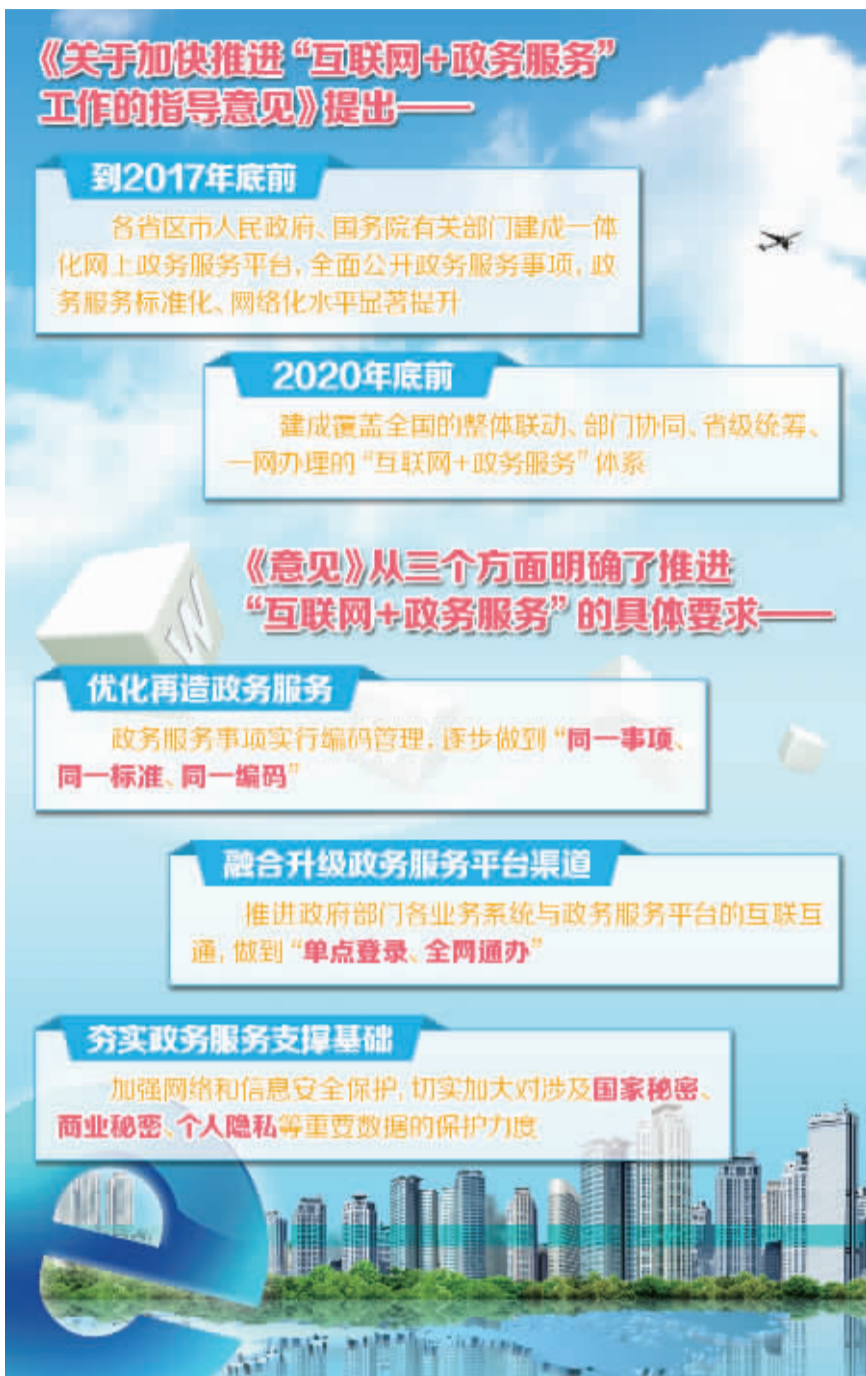 《关于加快推进“互联网+政务服务”
工作的指导意见》提出——
到2017年底前
各省区市人民政府、国务院有关部门建成一体
化网上政务服务平台,全面公开政务服务事项,政
务服务标准化、网络化水平显著提升
2020年底前
建成覆盖全国的整体联动、部门协同、省级统筹、
一网办理的“互联网+政务服务”体系
《意见》从三个方面明确了推进
“互联网+政务服务”的具体要求——
W
优化再造政务服务
政务服务事项实行编码管理,逐步做到“同一事项、
同一标准、同一编码”
融合升级政务服务平台渠道
推进政府部门各业务系统与政务服务平台的互联互
通,做到“单点登录、全网通办”
夯实政务服务支撑基础
加强网络和信息安全保护,切实加大对涉及国家秘密、
商业秘密、个人隐私等重要数据的保护力度
e